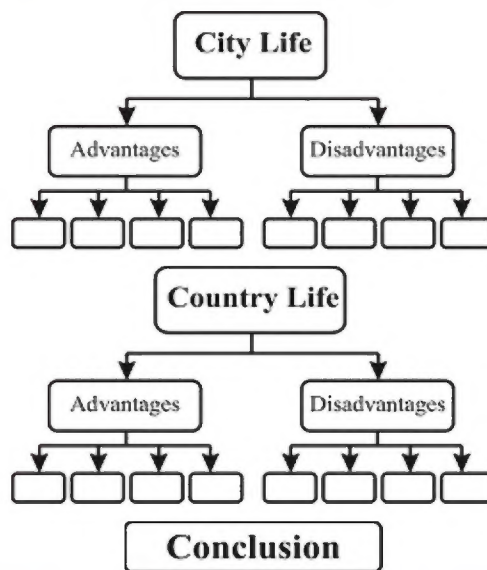 City Life
Advantages
Disadvantages
Country Life
Advantages
Disadvantages
Conclusion